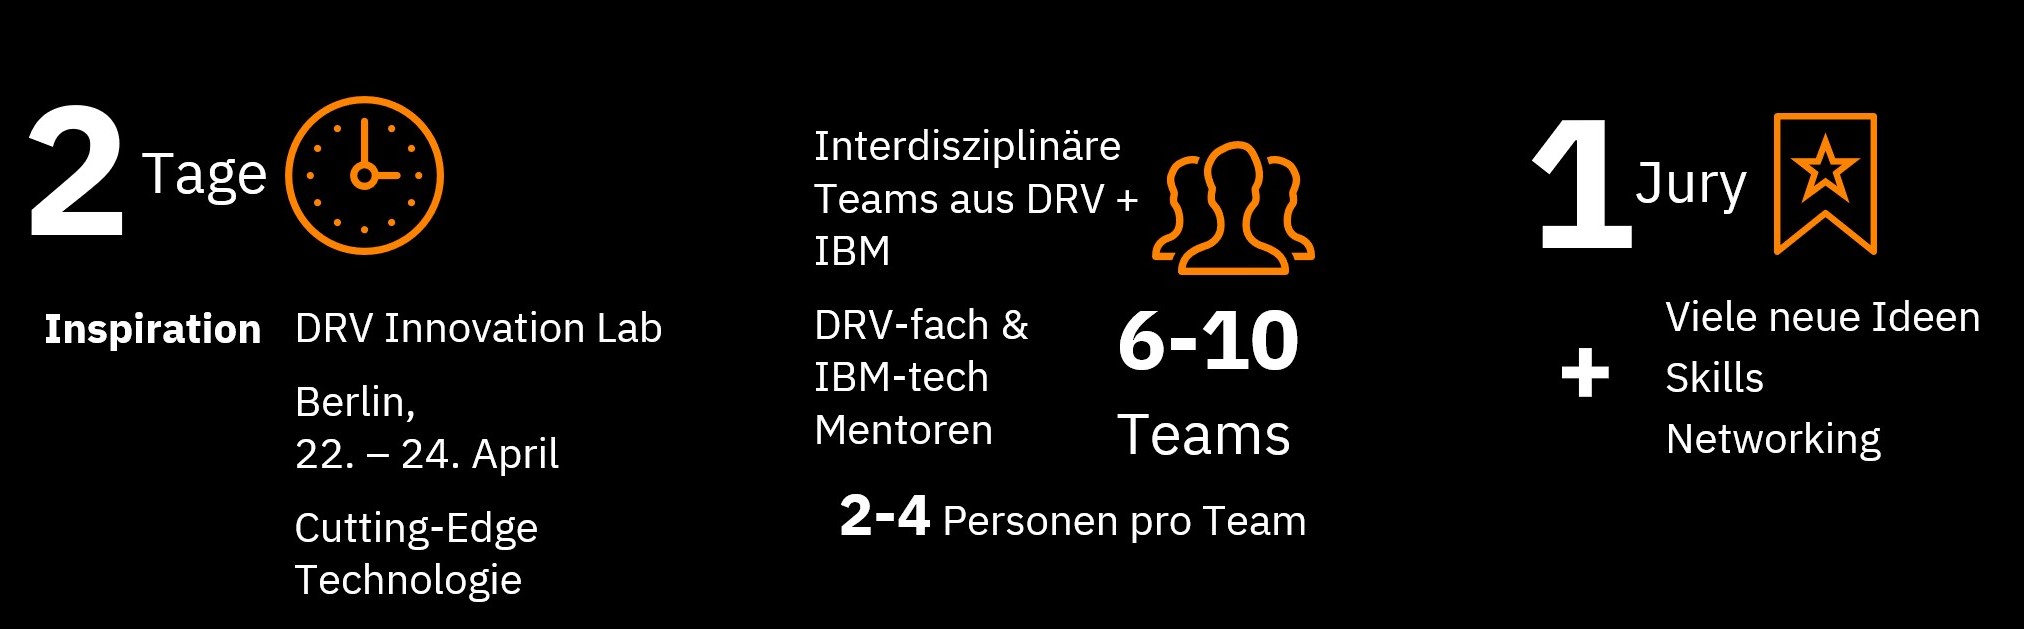 2 Tage
Inspiration
DRV Innovation Lab
Berlin,
22. – 24. April
Cutting-Edge
Technologie
Interdisziplinäre
Teams aus DRV +
IBM
DRV-fach &
IBM-tech
Mentoren
6-10
Teams
2-4 Personen pro Team
1 Jury
+
Viele neue Ideen
Skills
Networking